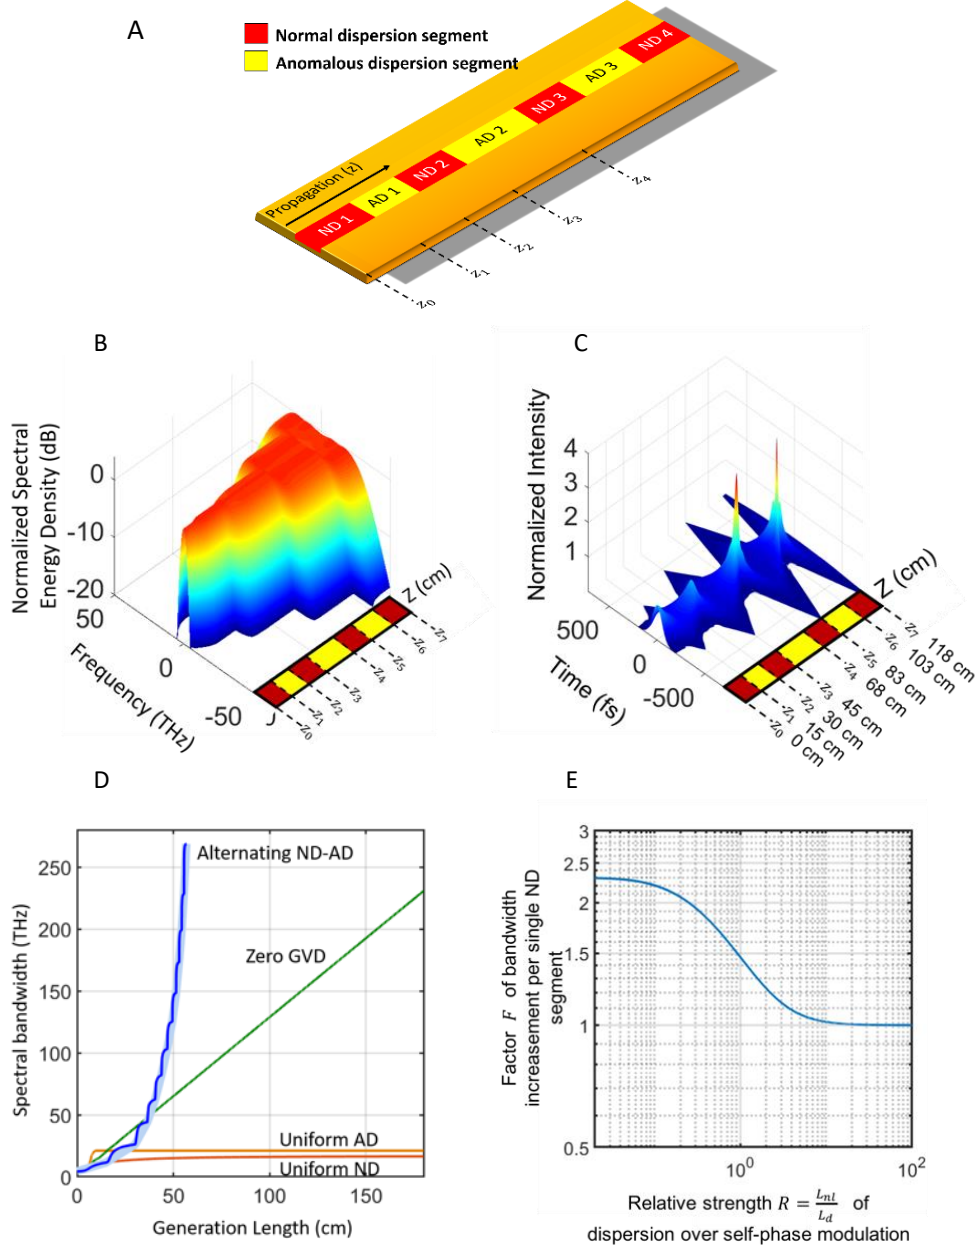 A
Normal dispersion segment
Anomalous dispersion segment
Propagation (z)
ND 1
AD 1
ND 2
AD 2
ND 3
AD 3
ND 4
z₀
z₁
z₂
z₃
z₄
B
Normalized Spectral
Energy Density (dB)
0
-10
-20
50
0
-50
Frequency (THz)
Z (cm)
z₀
z₁
z₂
z₃
z₄
z₅
z₆
z₇
C
Normalized Intensity
4
3
2
1
500
0
-500
Time (fs)
Z (cm)
z₀
z₁
z₂
z₃
z₄
z₅
z₆
z₇
0 cm
15 cm
30 cm
45 cm
68 cm
83 cm
103 cm
118 cm
D
Spectral bandwidth (THz)
250
200
150
100
50
0
Alternating ND-AD
Zero GVD
Uniform AD
Uniform ND
0
50
100
150
Generation Length (cm)
E
Factor F of bandwidth
increasement per single ND
segment
3
2.5
2
1.5
1
0.5
10⁰
10²
Relative strength R = L_nl/L_d of
dispersion over self-phase modulation